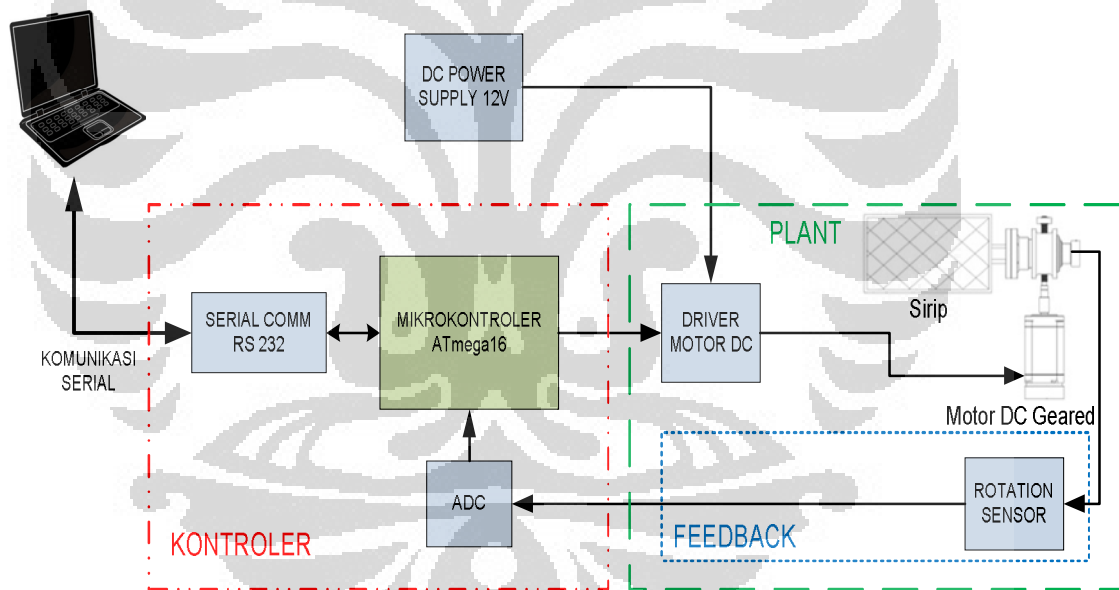 DC POWER
SUPPLY 12V
PLANT
Sirip
SERIAL COMM
RS 232
MIKROKONTROLER
ATmega16
DRIVER
MOTOR DC
KOMUNIKASI
SERIAL
Motor DC Geared
ADC
ROTATION
SENSOR
KONTROLER
FEEDBACK